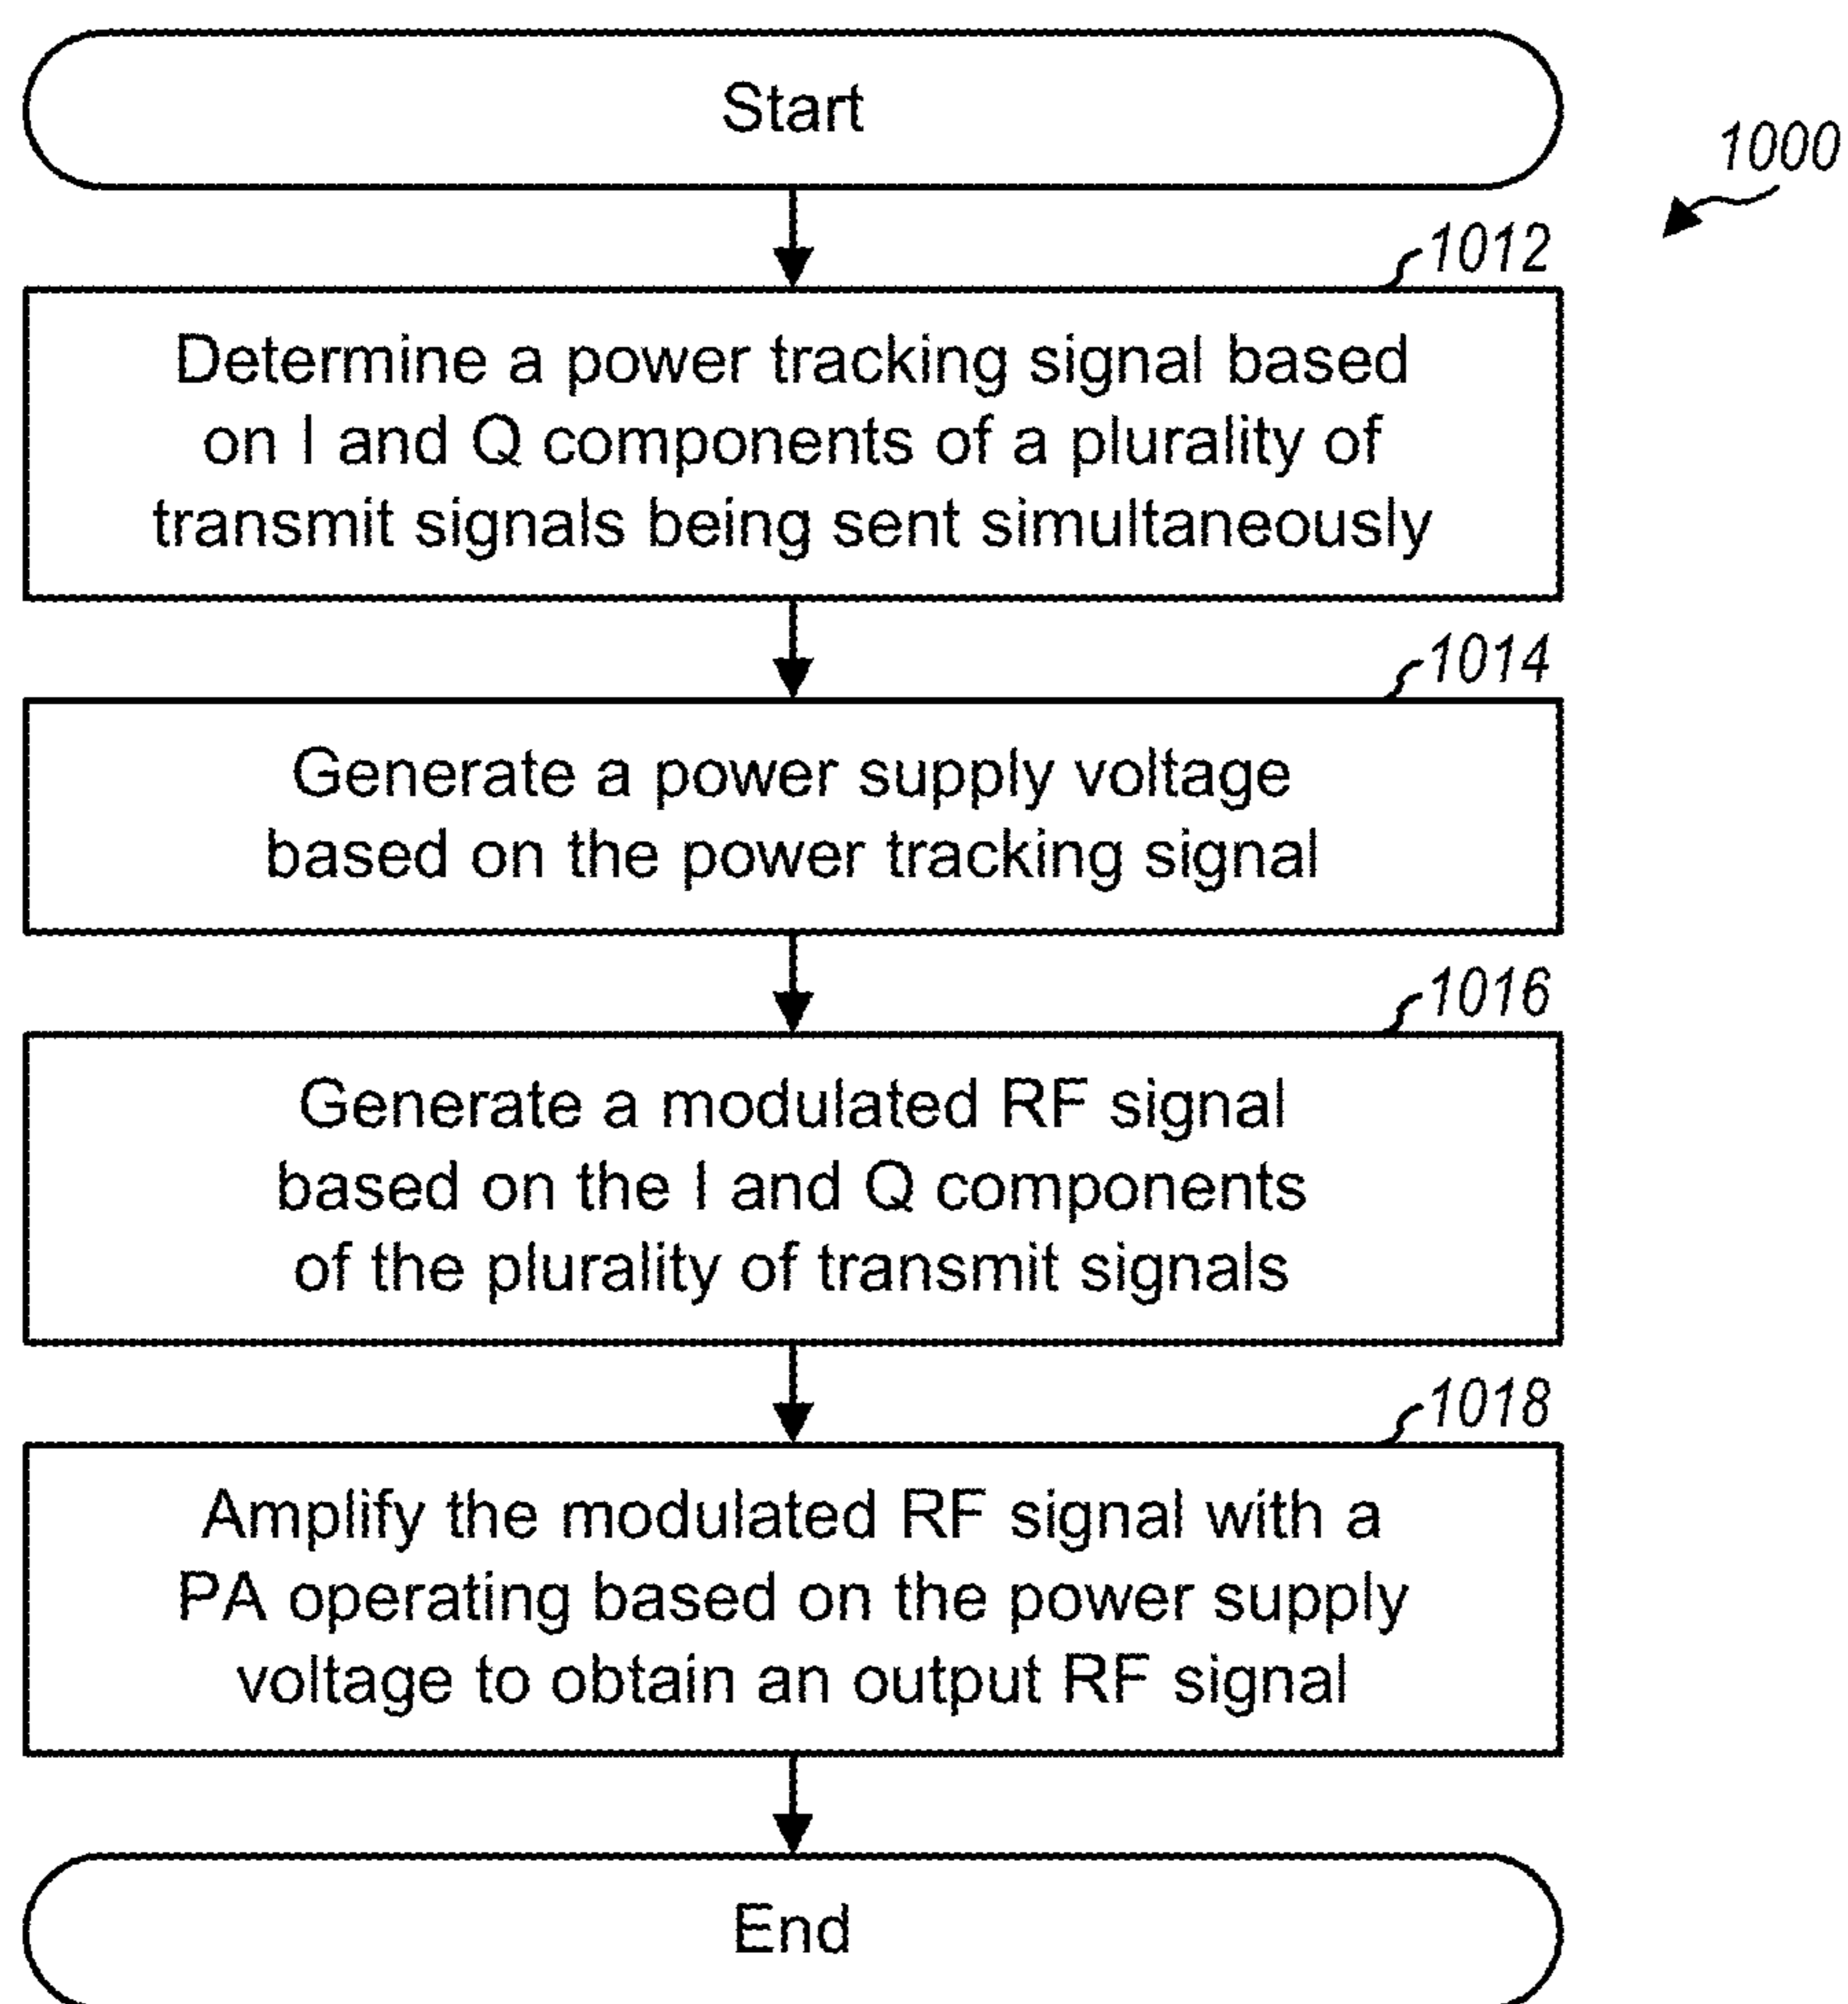 Start
1000
1012
Determine a power tracking signal based
on I and Q components of a plurality of
transmit signals being sent simultaneously
1014
Generate a power supply voltage
based on the power tracking signal
1016
Generate a modulated RF signal
based on the I and Q components
of the plurality of transmit signals
1018
Amplify the modulated RF signal with a
PA operating based on the power supply
voltage to obtain an output RF signal
End